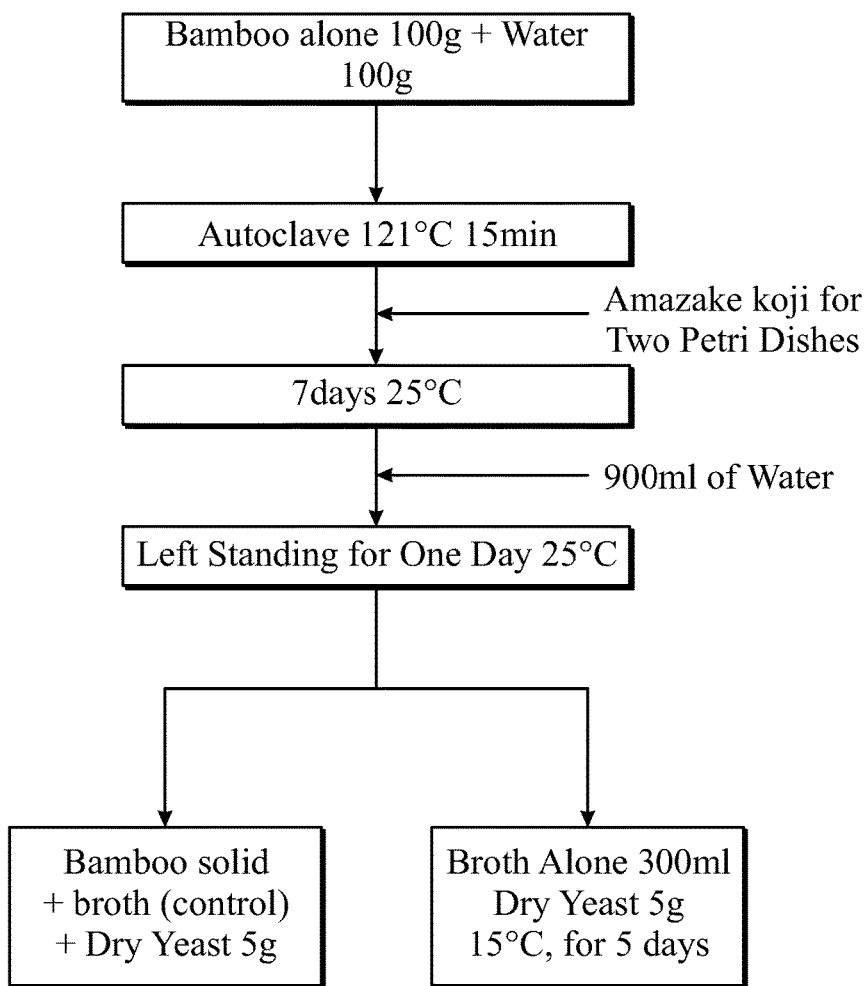 Bamboo alone 100g + Water
100g
Autoclave 121°C 15min
Amazake koji for
Two Petri Dishes
7days 25°C
900ml of Water
Left Standing for One Day 25°C
Bamboo solid
+ broth (control)
+ Dry Yeast 5g
Broth Alone 300ml
Dry Yeast 5g
15°C, for 5 days